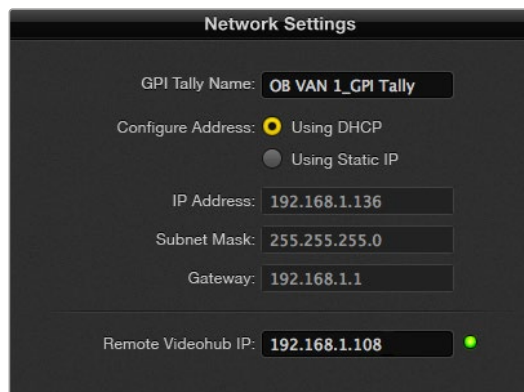 Network Settings
GPI Tally Name: OB VAN 1_GPI Tally
Configure Address: Using DHCP
Using Static IP
IP Address: 192.168.1.136
Subnet Mask: 255.255.255.0
Gateway: 192.168.1.1
Remote Videohub IP: 192.168.1.108